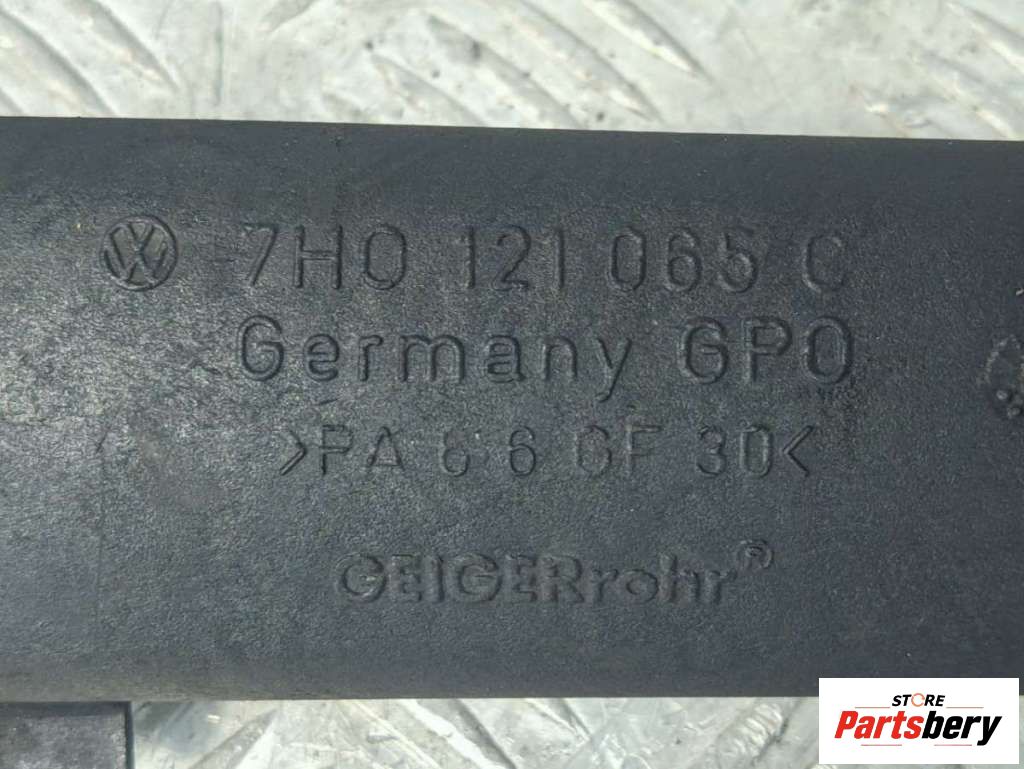 7H0 121 065 C
Germany GPO
>PA 6 6 GF 30<
GEIGERrohr®
STORE
Partsbery